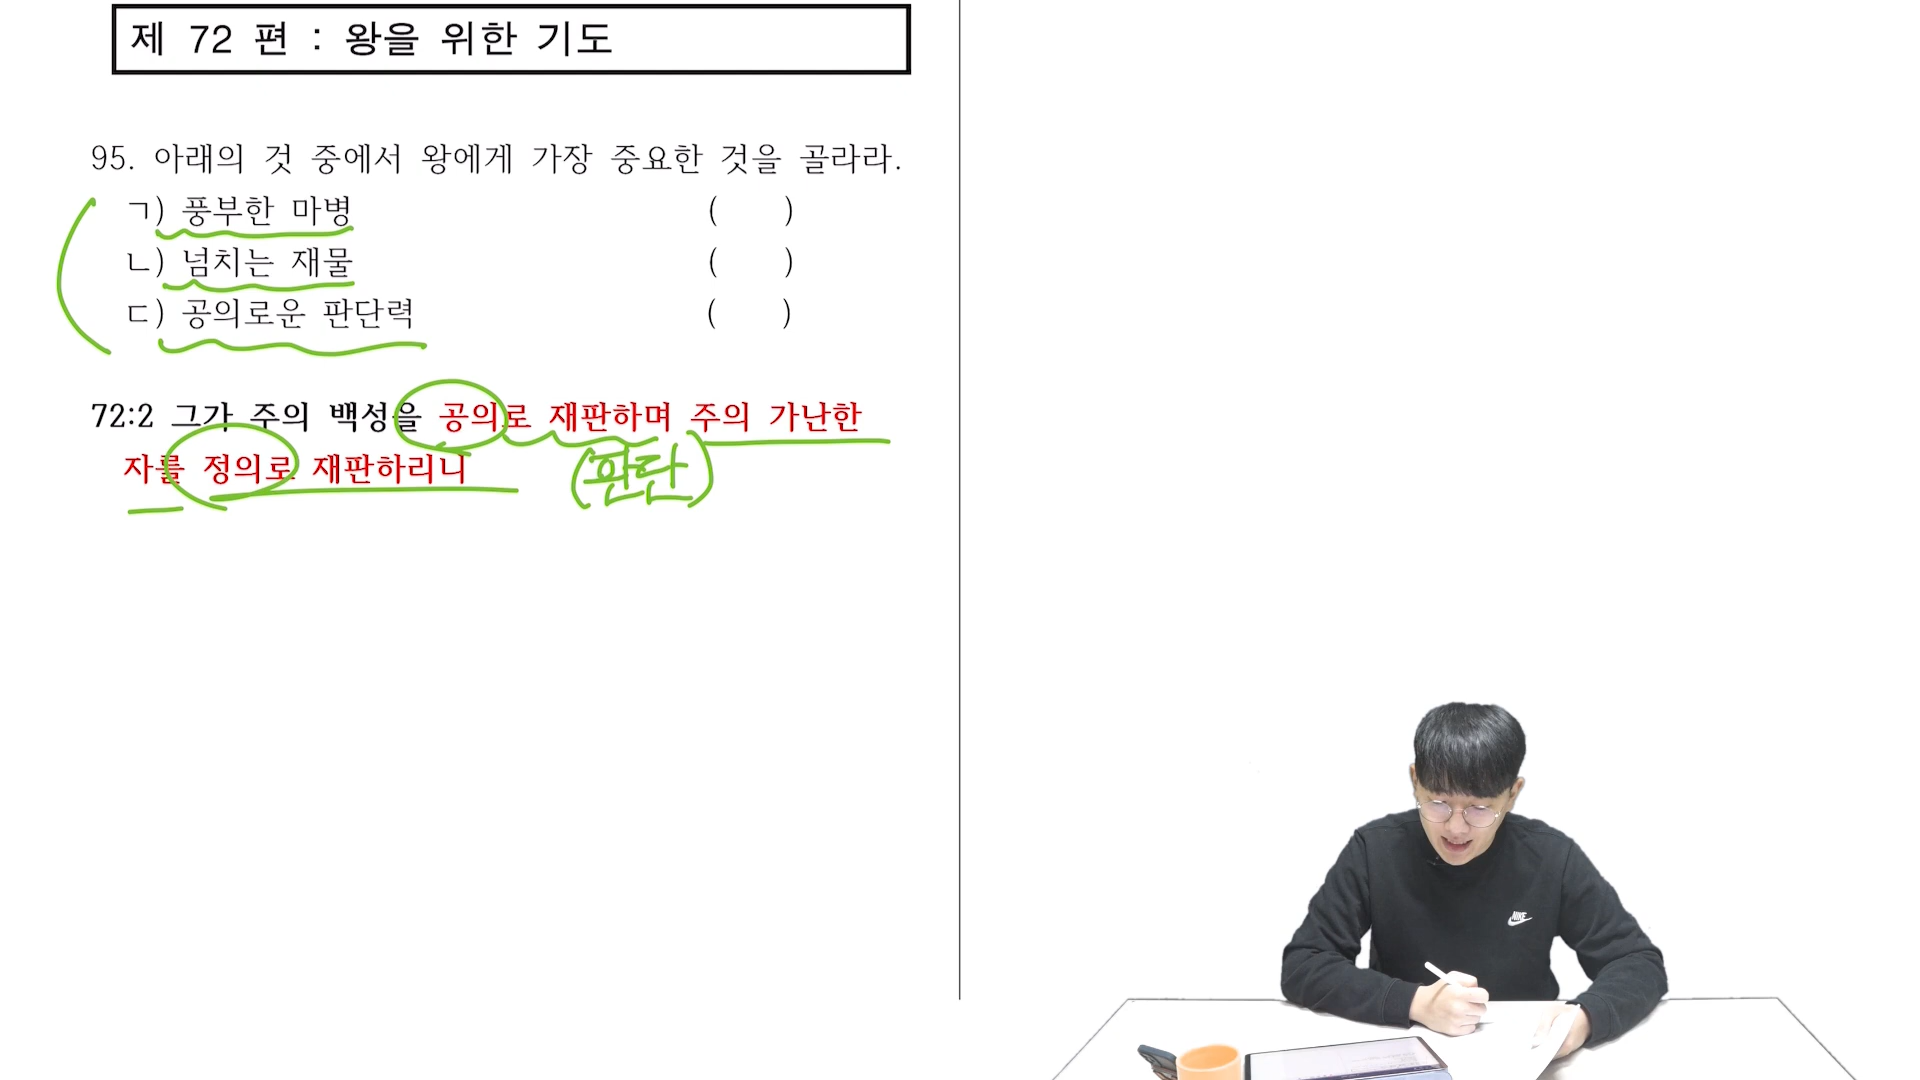 제 72 편 : 왕을 위한 기도
95. 아래의 것 중에서 왕에게 가장 중요한 것을 골라라.
ㄱ) 풍부한 마병 (    )
ㄴ) 넘치는 재물 (    )
ㄷ) 공의로운 판단력 (    )
72:2 그가 주의 백성을 공의로 재판하며 주의 가난한
자를 정의로 재판하리니
(판단)
NIKE